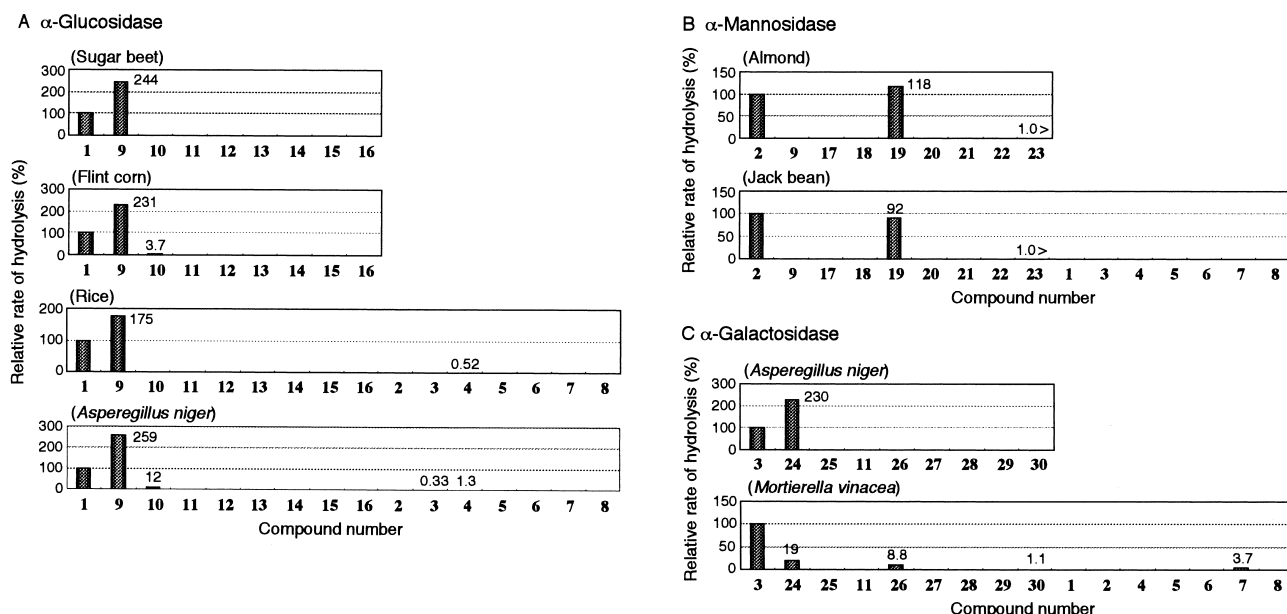 A α-Glucosidase
Relative rate of hydrolysis (%)
(Sugar beet)
300
200
100
0
244
1 9 10 11 12 13 14 15 16
(Flint corn)
300
200
100
0
231
3.7
1 9 10 11 12 13 14 15 16
(Rice)
200
100
0
175
0.52
1 9 10 11 12 13 14 15 16 2 3 4 5 6 7 8
(Asperegillus niger)
300
200
100
0
259
12
0.33 1.3
1 9 10 11 12 13 14 15 16 2 3 4 6 6 7 8
Compound number
B α-Mannosidase
Relative rate of hydrolysis (%)
(Almond)
150
100
50
0
118
1.0>
2 9 17 18 19 20 21 22 23
(Jack bean)
150
100
50
0
92
1.0>
2 9 17 18 19 20 21 22 23 1 3 4 5 6 7 8
Compound number
C α-Galactosidase
Relative rate of hydrolysis (%)
(Asperegillus niger)
300
200
100
0
230
3 24 25 11 26 27 28 29 30
(Mortierella vinacea)
150
100
50
0
19
8.8
1.1
3.7
3 24 25 11 26 27 28 29 30 1 2 4 5 6 7 8
Compound number